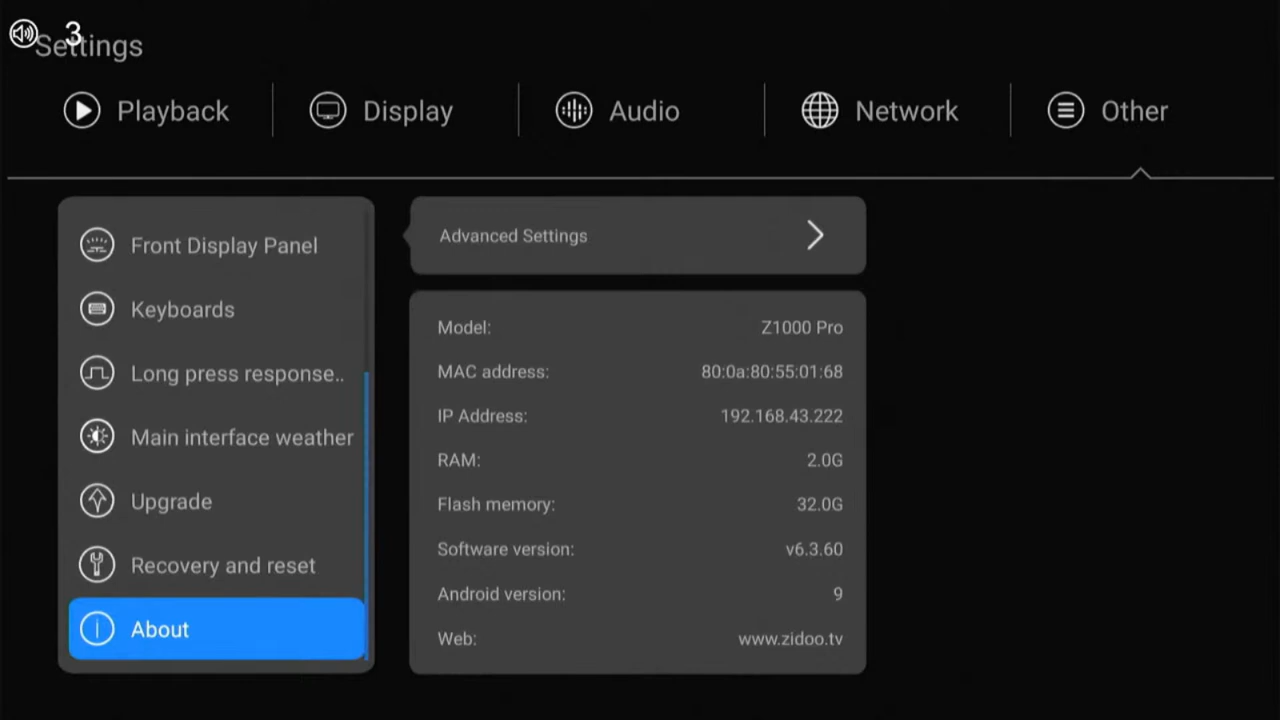 3
Settings
Playback
Display
Audio
Network
Other
Front Display Panel
Keyboards
Long press response..
Main interface weather
Upgrade
Recovery and reset
About
Advanced Settings
Model: Z1000 Pro
MAC address: 80:0a:80:55:01:68
IP Address: 192.168.43.222
RAM: 2.0G
Flash memory: 32.0G
Software version: v6.3.60
Android version: 9
Web: www.zidoo.tv